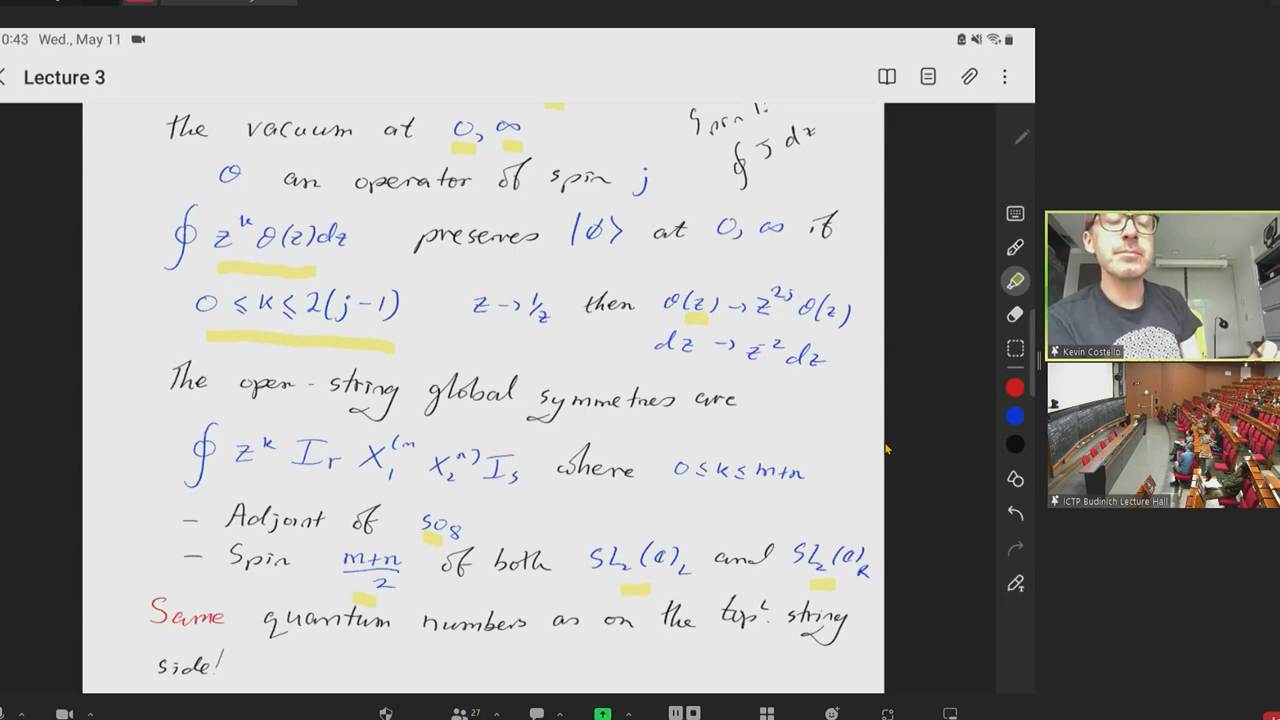 0:43 Wed., May 11
Lecture 3
the vacuum at 0, ∞
Spin 1:
∮ J dz
O an operator of spin j
∮ z^k O(z)dz preserves |φ> at 0, ∞ if
0 ≤ k ≤ 2(j-1) z → 1/z then O(z) → z^{2j} O(z)
dz → z^{-2} dz
The open-string global symmetries are
∮ z^k I_r X_1^{(m} X_2^{n)} I_s where 0 ≤ k ≤ m+n
- Adjoint of so_8
- Spin (m+n)/2 of both SL_2(C)_L and SL_2(C)_R
Same quantum numbers as on the top^L. string
side!
Kevin Costello
ICTP Budinich Lecture Hall
27